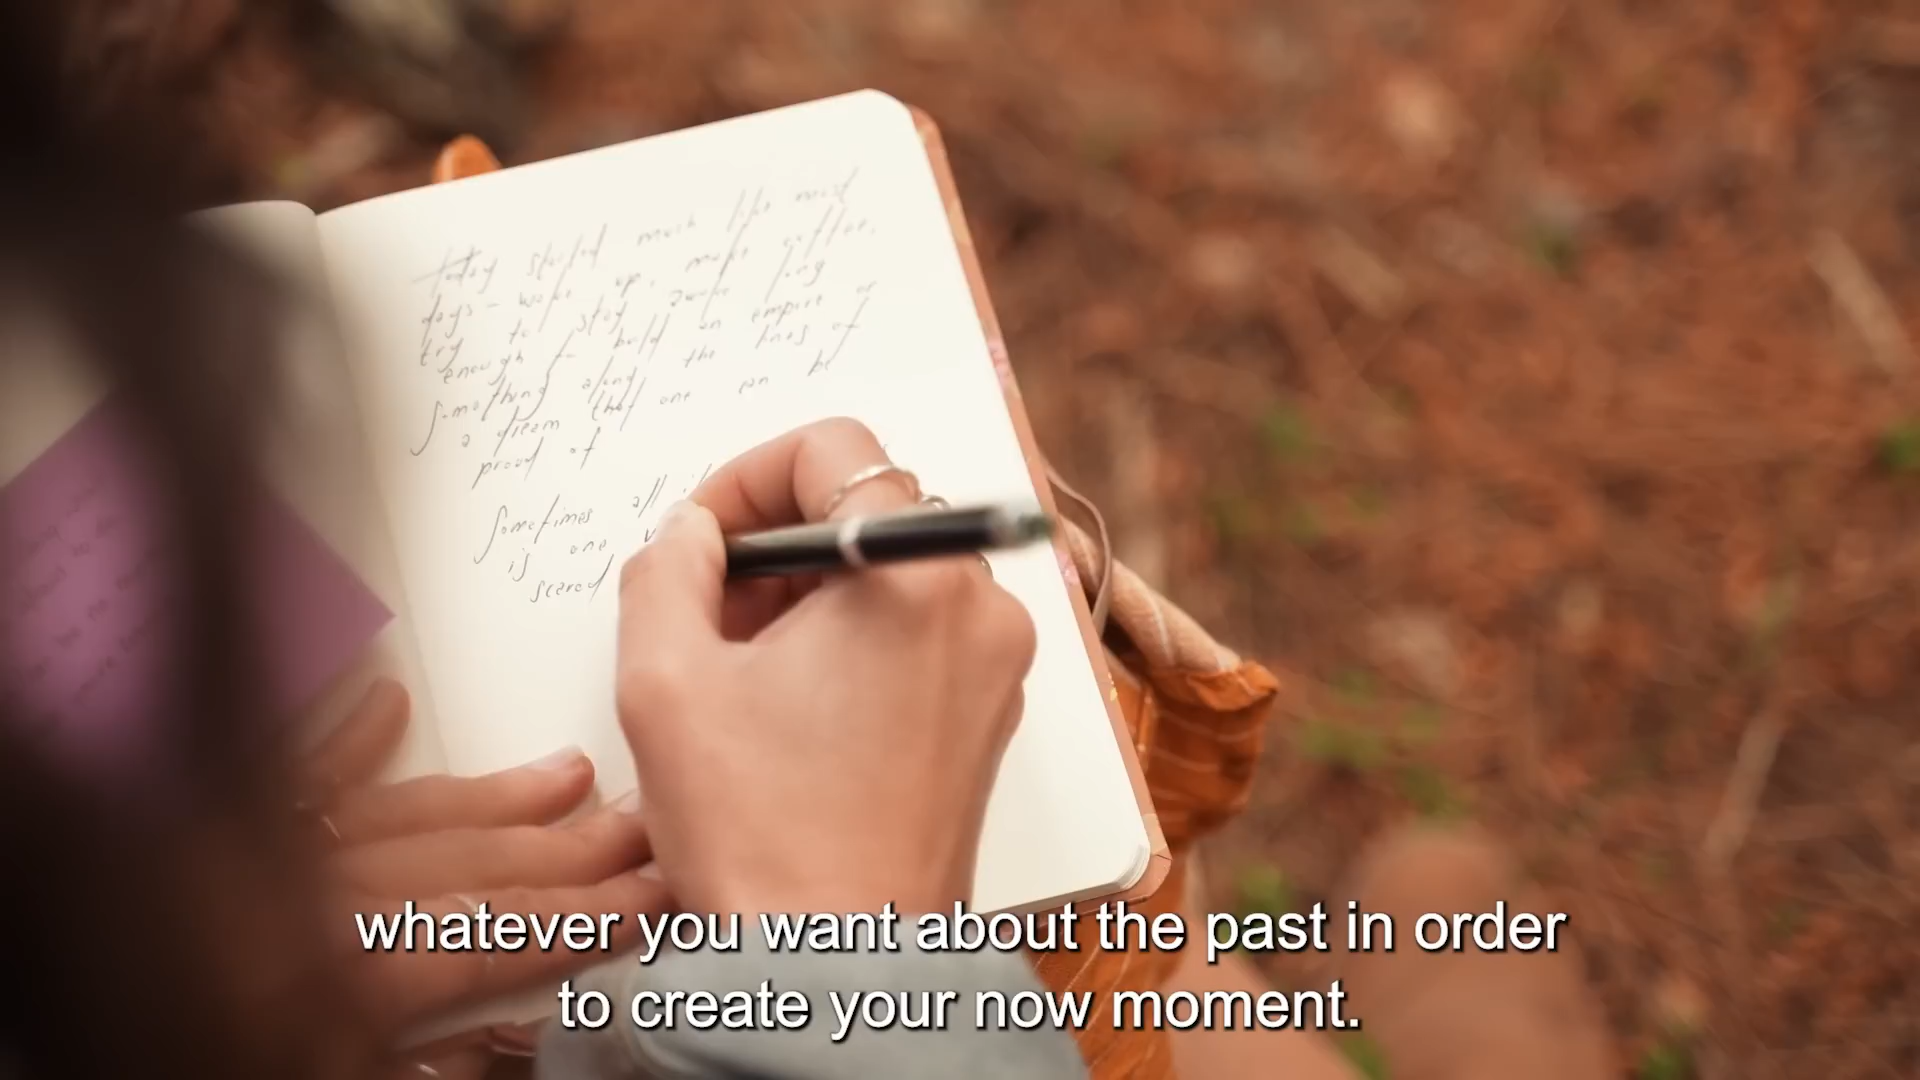 today started much like most
days - woke up, make coffee,
try to stay awake long
enough to build an empire or
something along the lines of
a dream that one can be
proud of
Sometimes all it
is one
scared
whatever you want about the past in order
to create your now moment.